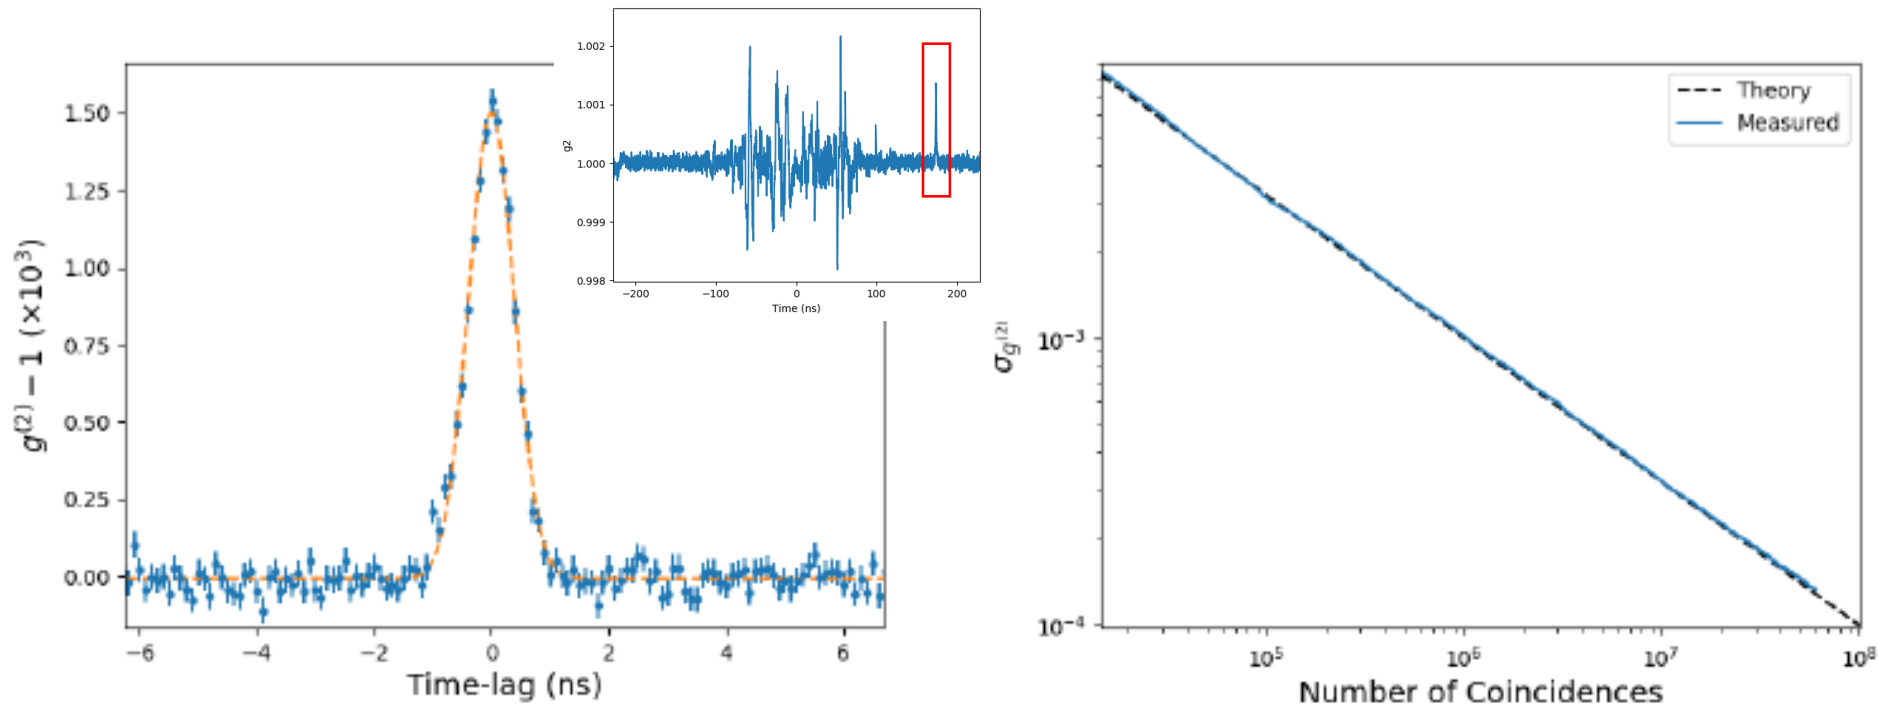 g(2) − 1 (×10³)
1.50
1.25
1.00
0.75
0.50
0.25
0.00
−6 −4 −2 0 2 4 6
Time-lag (ns)
g2
1.002
1.001
1.000
0.999
0.998
−200 −100 0 100 200
Time (ns)
Theory
Measured
σg(2)
10⁻³
10⁻⁴
10⁵ 10⁶ 10⁷ 10⁸
Number of Coincidences